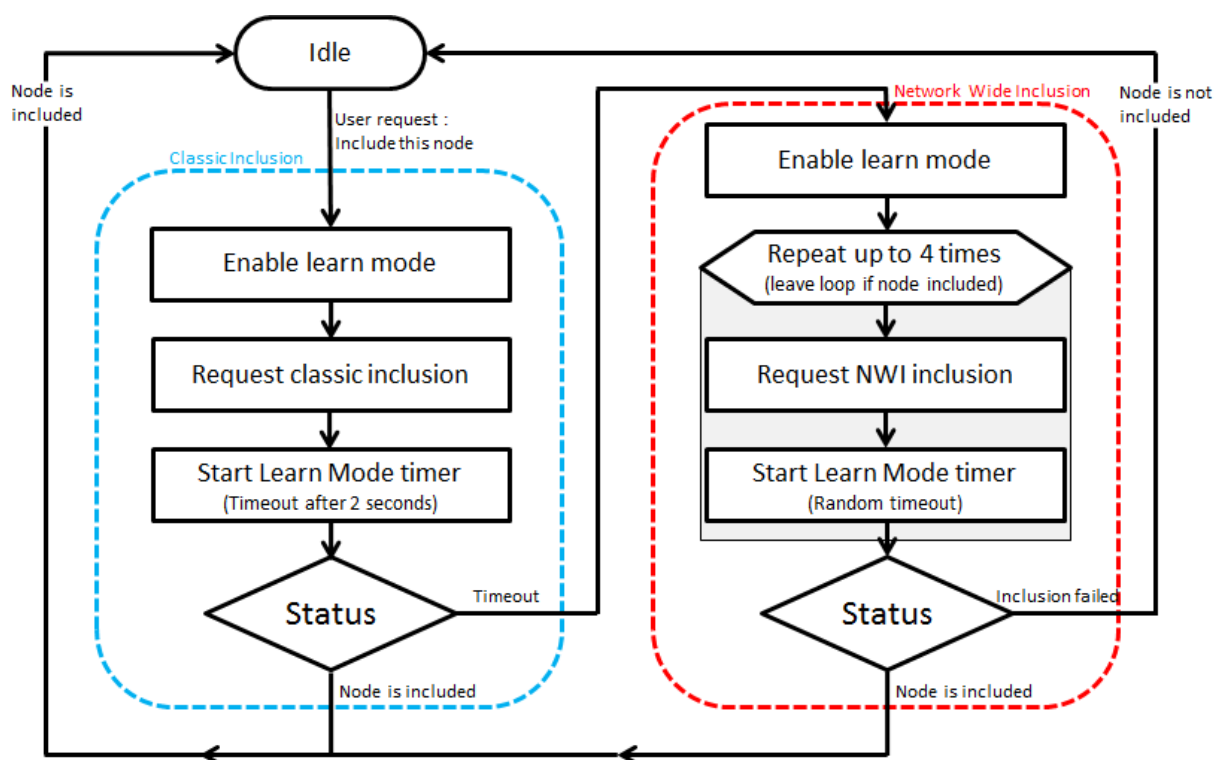 Idle
Node is
included
User request :
Include this node
Classic Inclusion
Enable learn mode
Request classic inclusion
Start Learn Mode timer
(Timeout after 2 seconds)
Status
Timeout
Node is included
Network Wide Inclusion
Node is not
included
Enable learn mode
Repeat up to 4 times
(leave loop if node included)
Request NWI inclusion
Start Learn Mode timer
(Random timeout)
Status
Inclusion failed
Node is included